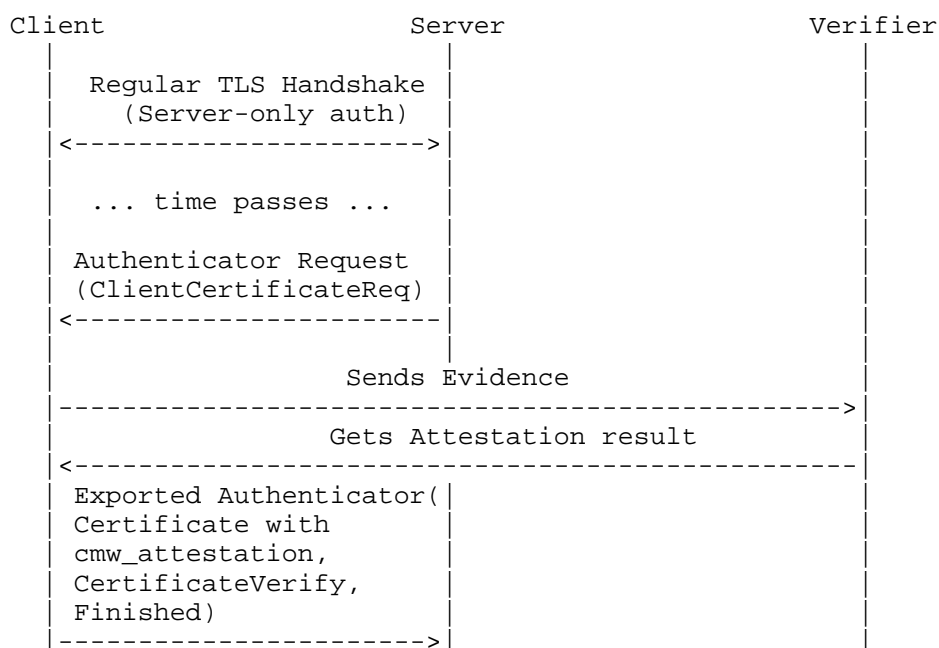 Client Server Verifier
Regular TLS Handshake
(Server-only auth)
<----------------------->
... time passes ...
Authenticator Request
(ClientCertificateReq)
<-----------------------
Sends Evidence
------------------------------------------------->
Gets Attestation result
<-------------------------------------------------
Exported Authenticator(
Certificate with
cmw_attestation,
CertificateVerify,
Finished)
----------------------->